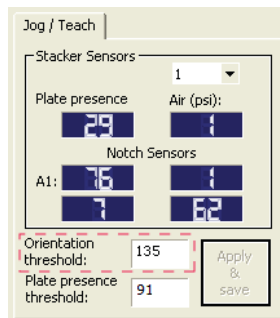 Jog / Teach
Stacker Sensors
1
Plate presence Air (psi):
29 1
Notch Sensors
A1: 76 1
7 62
Orientation
threshold: 135
Plate presence
threshold: 91
Apply
&
save